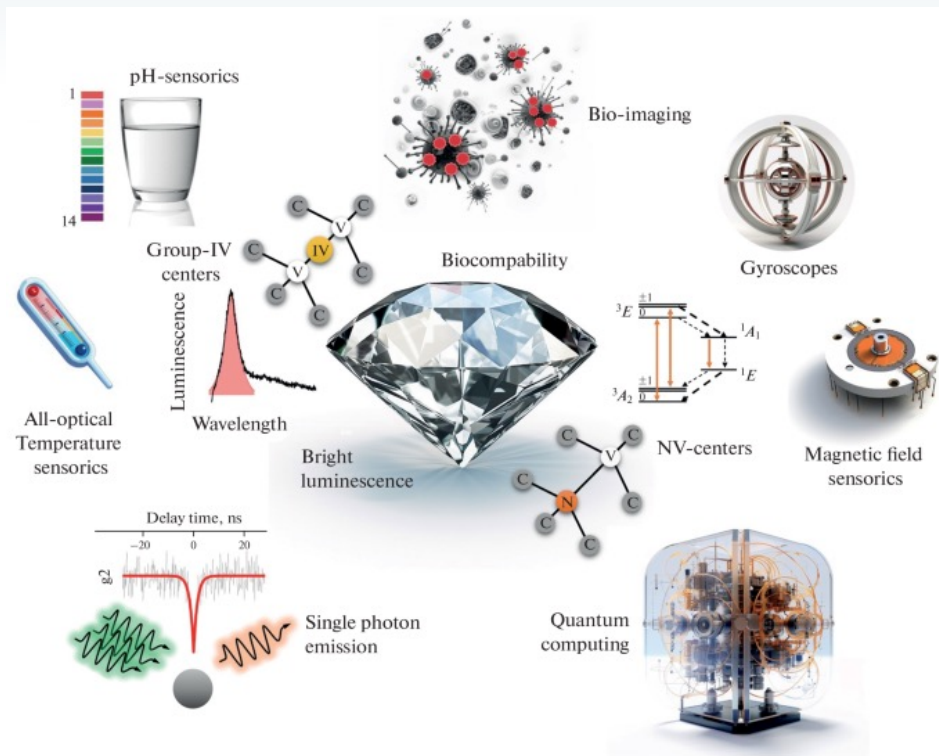 pH-sensorics
1
14
Bio-imaging
Gyroscopes
Group-IV
centers
C
C
V
IV
C
V
C
C
C
Biocompability
Luminescence
Wavelength
±1
³E
0
¹A₁
¹E
±1
³A₂
0
All-optical
Temperature
sensorics
Bright
luminescence
C
V
C
C
C
N
C
C
NV-centers
Magnetic field
sensorics
Delay time, ns
−20
0
20
g2
Single photon
emission
Quantum
computing